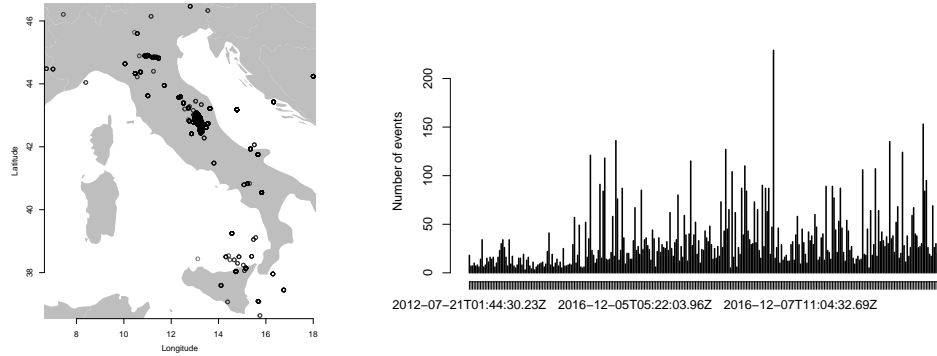 46
44
42
40
38
Latitude
8
10
12
14
16
18
Longitude
200
150
100
50
0
Number of events
2012−07−21T01:44:30.23Z
2016−12−05T05:22:03.96Z
2016−12−07T11:04:32.69Z